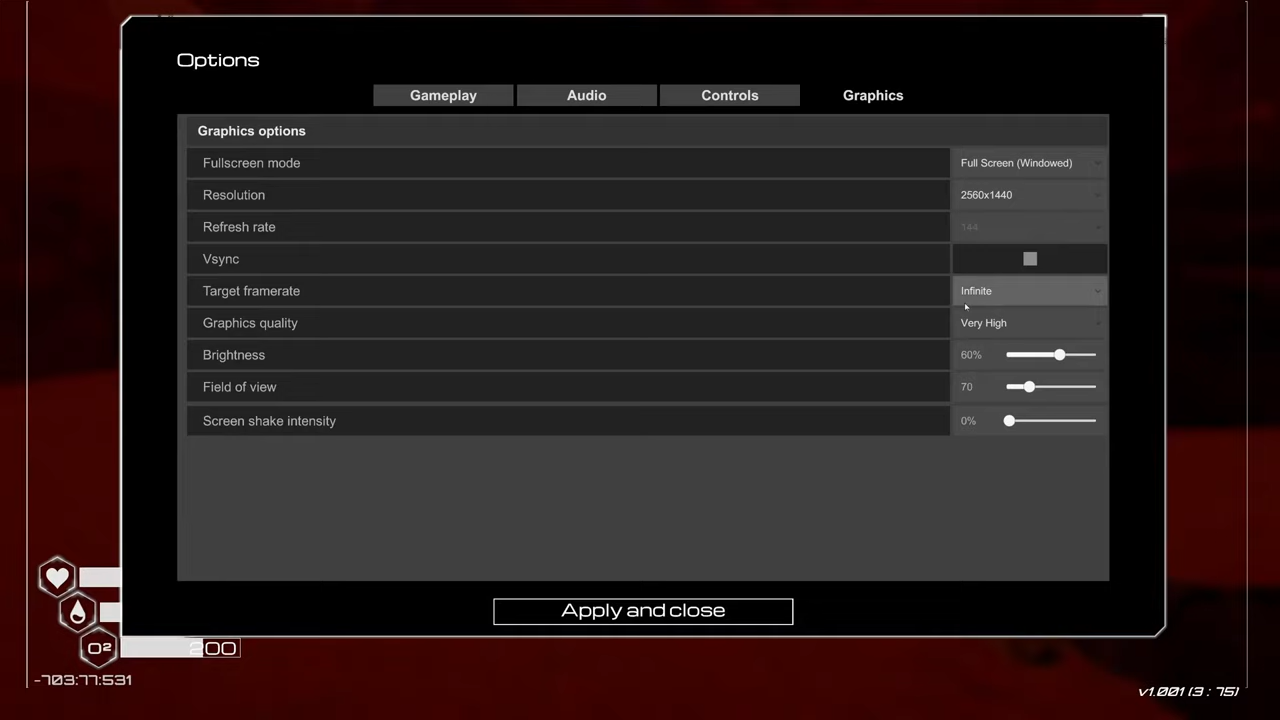 Options
Gameplay Audio Controls Graphics
Graphics options
Fullscreen mode Full Screen (Windowed)
Resolution 2560x1440
Refresh rate 144
Vsync
Target framerate Infinite
Graphics quality Very High
Brightness 60%
Field of view 70
Screen shake intensity 0%
Apply and close
O2 200
-703:77:531
v1.001 (3 : 75)